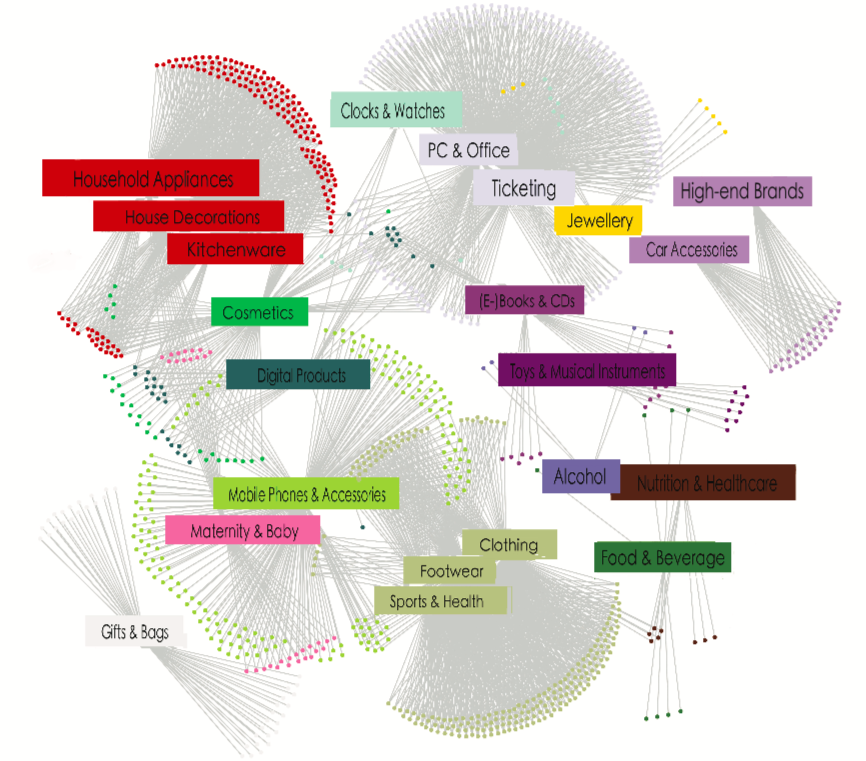 Clocks & Watches
PC & Office
Household Appliances
Ticketing
High-end Brands
House Decorations
Jewellery
Kitchenware
Car Accessories
(E-)Books & CDs
Cosmetics
Digital Products
Toys & Musical Instruments
Alcohol
Nutrition & Healthcare
Mobile Phones & Accessories
Maternity & Baby
Clothing
Food & Beverage
Footwear
Sports & Health
Gifts & Bags